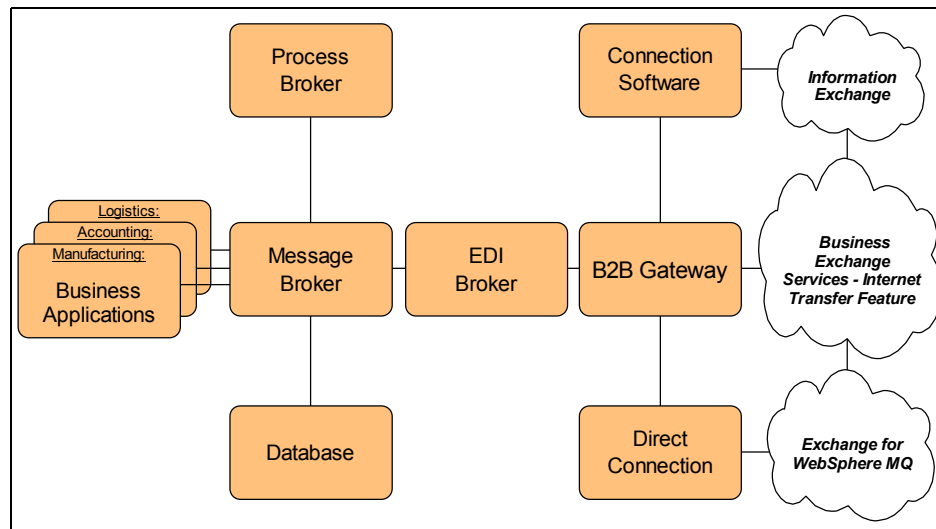 Process
Broker
Connection
Software
Information
Exchange
Logistics:
Accounting:
Manufacturing:
Business
Applications
Message
Broker
EDI
Broker
B2B Gateway
Business
Exchange
Services - Internet
Transfer Feature
Database
Direct
Connection
Exchange for
WebSphere MQ